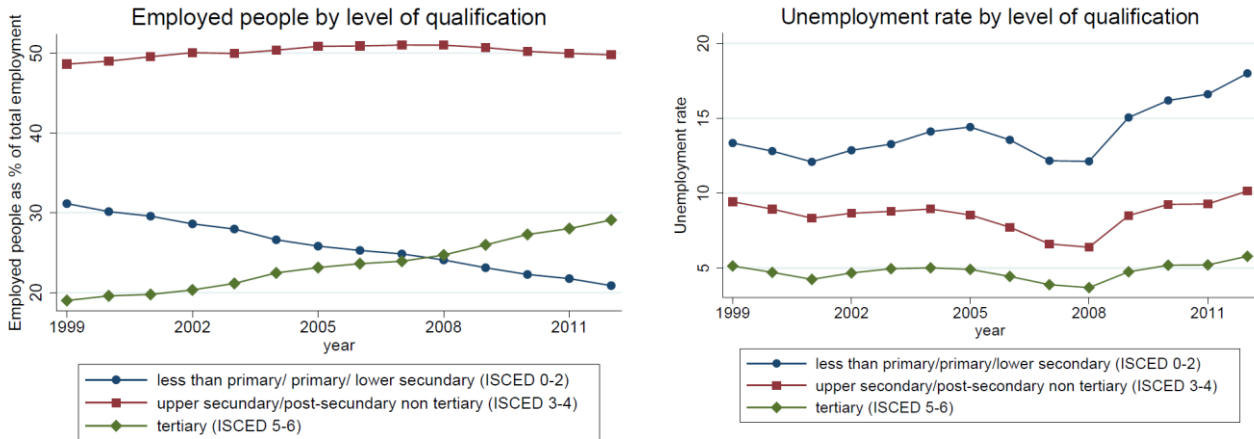 Employed people by level of qualification
Employed people as % of total employment
50
40
30
20
1999
2002
2005
2008
2011
year
less than primary/ primary/ lower secundary (ISCED 0-2)
upper secundary/post-secundary non tertiary (ISCED 3-4)
tertiary (ISCED 5-6)
Unemployment rate by level of qualification
Unemployment rate
20
15
10
5
1999
2002
2005
2008
2011
year
less than primary/primary/lower secondary (ISCED 0-2)
upper secondary/post-secondary non tertiary (ISCED 3-4)
tertiary (ISCED 5-6)